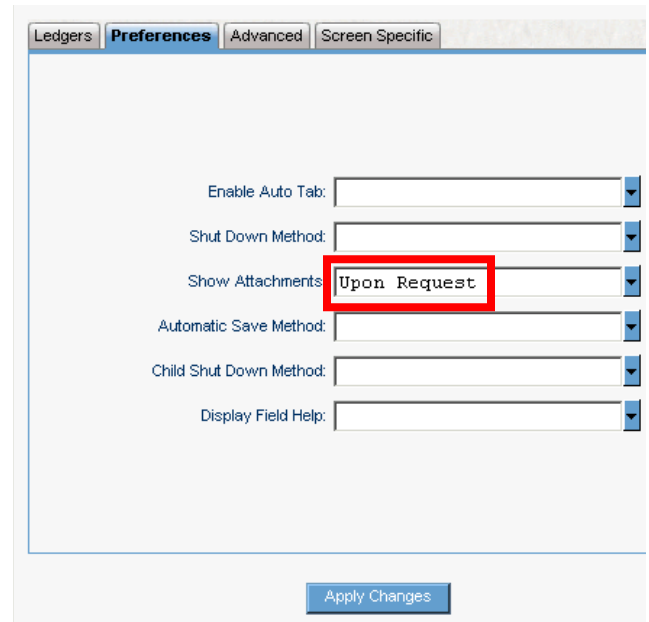 Ledgers Preferences Advanced Screen Specific
Enable Auto Tab:
Shut Down Method:
Show Attachments Upon Request
Automatic Save Method:
Child Shut Down Method:
Display Field Help:
Apply Changes